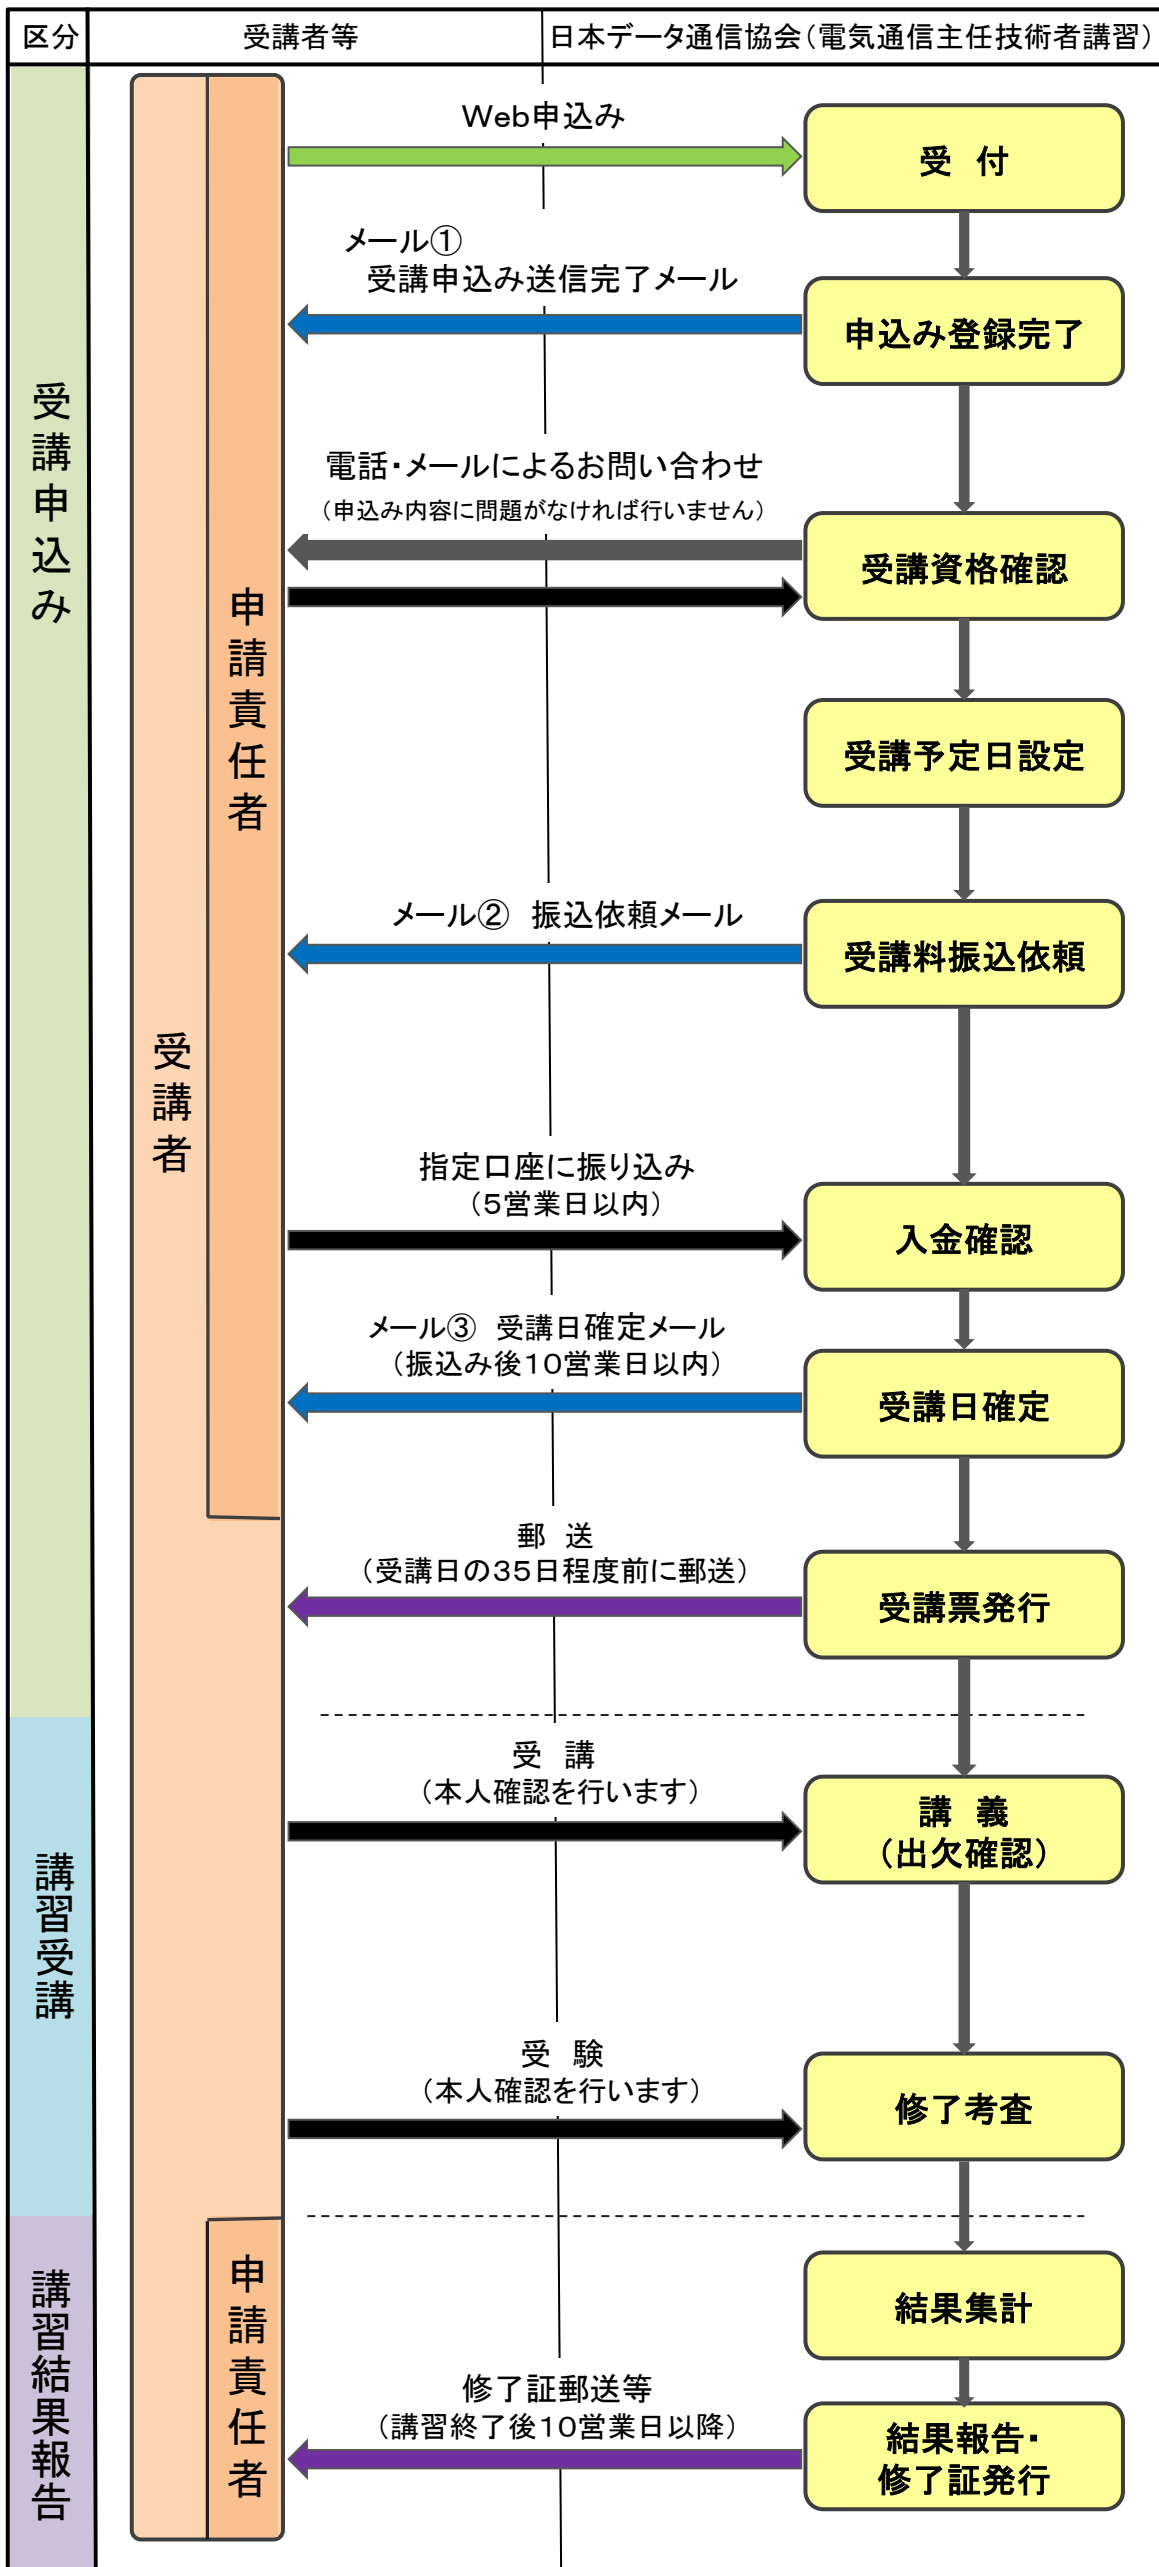 区分
受講者等
日本データ通信協会(電気通信主任技術者講習)
受講申込み
受講者
申請責任者
Web申込み
受　付
メール①
受講申込み送信完了メール
申込み登録完了
電話・メールによるお問い合わせ
(申込み内容に問題がなければ行いません)
受講資格確認
受講予定日設定
メール②　振込依頼メール
受講料振込依頼
指定口座に振り込み
(5営業日以内)
入金確認
メール③　受講日確定メール
(振込み後10営業日以内)
受講日確定
郵　送
(受講日の35日程度前に郵送)
受講票発行
講習受講
受　講
(本人確認を行います)
講　義
(出欠確認)
受　験
(本人確認を行います)
修了考査
講習結果報告
申請責任者
結果集計
修了証郵送等
(講習終了後10営業日以降)
結果報告・
修了証発行